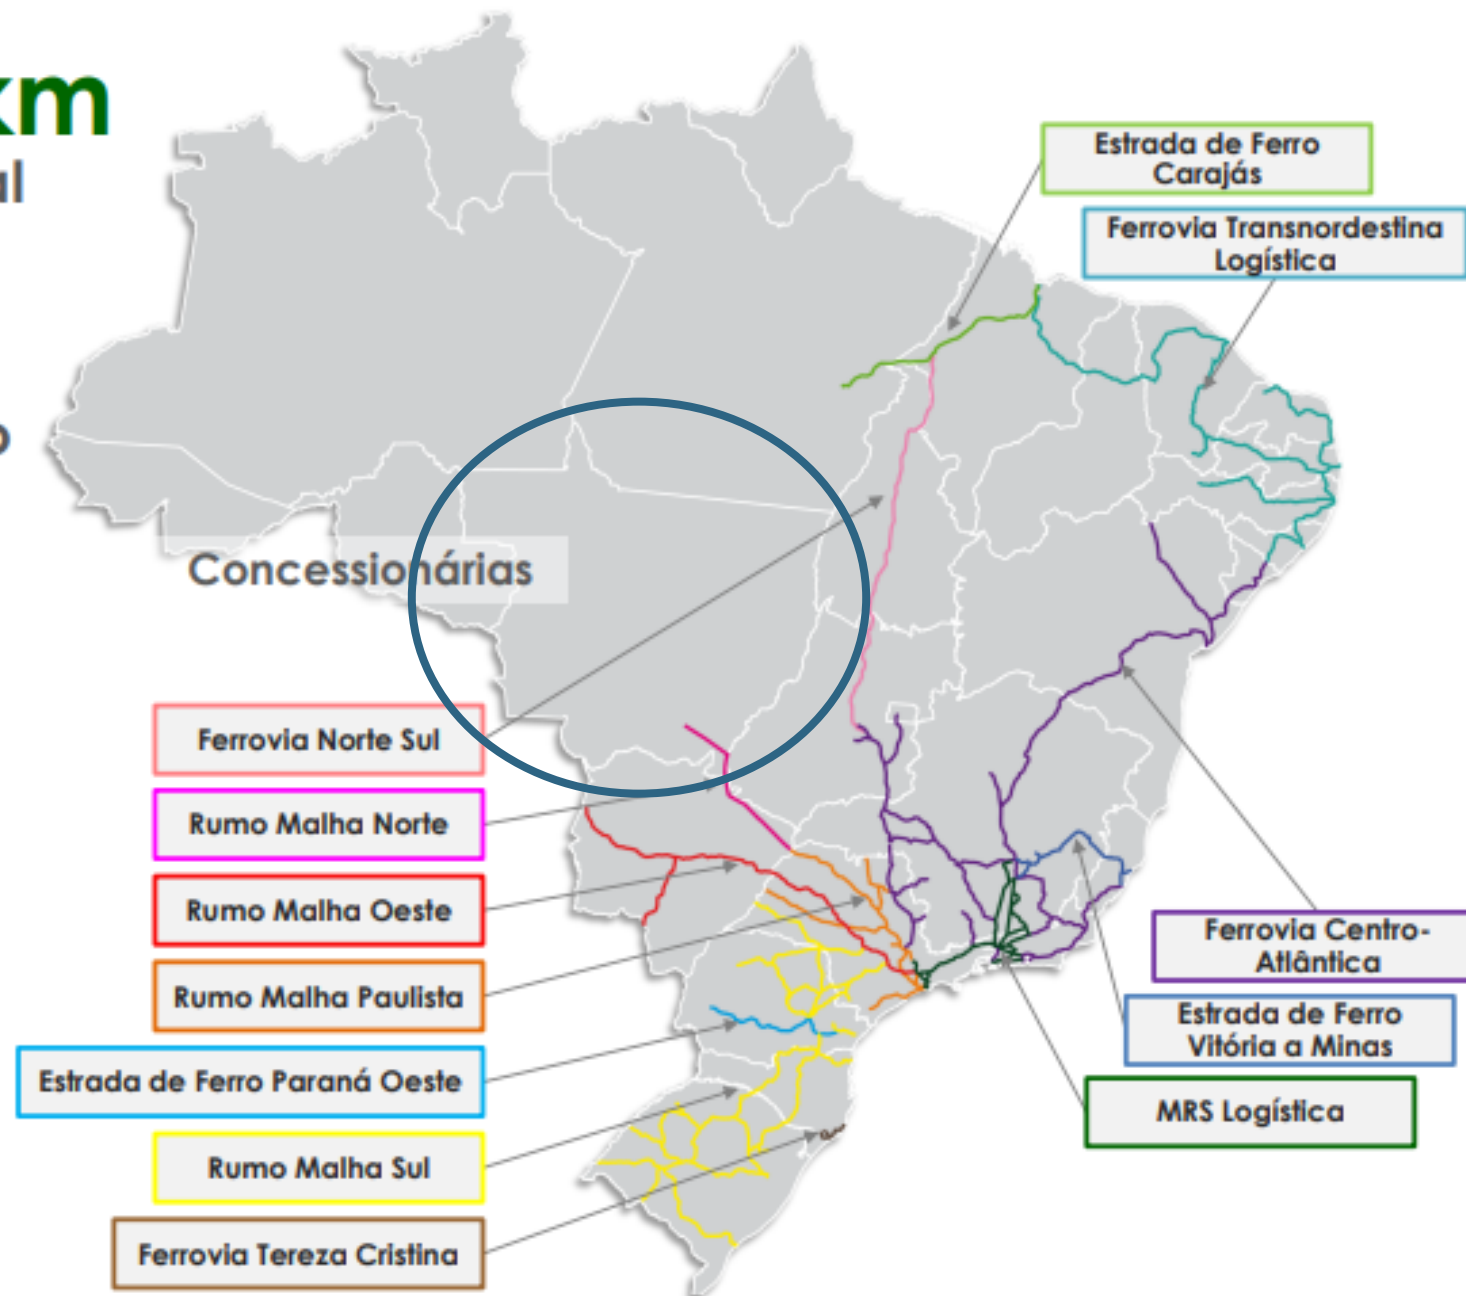 km
al
o
Concessionárias
Estrada de Ferro
Carajás
Ferrovia Transnordestina
Logística
Ferrovia Norte Sul
Rumo Malha Norte
Rumo Malha Oeste
Rumo Malha Paulista
Estrada de Ferro Paraná Oeste
Rumo Malha Sul
Ferrovia Tereza Cristina
Ferrovia Centro-
Atlântica
Estrada de Ferro
Vitória a Minas
MRS Logística